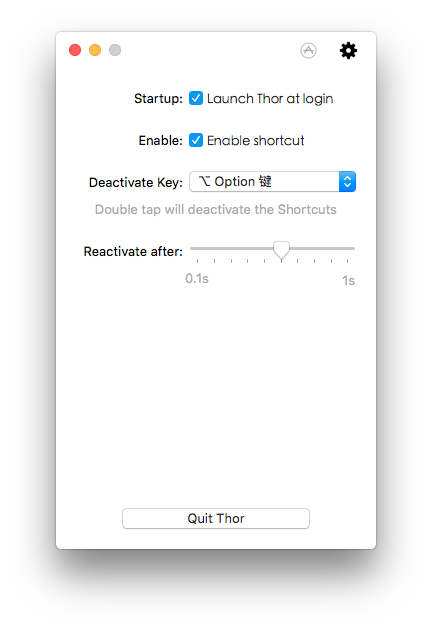 Startup: Launch Thor at login
Enable: Enable shortcut
Deactivate Key: ⌥ Option 键
Double tap will deactivate the Shortcuts
Reactivate after:
0.1s 1s
Quit Thor